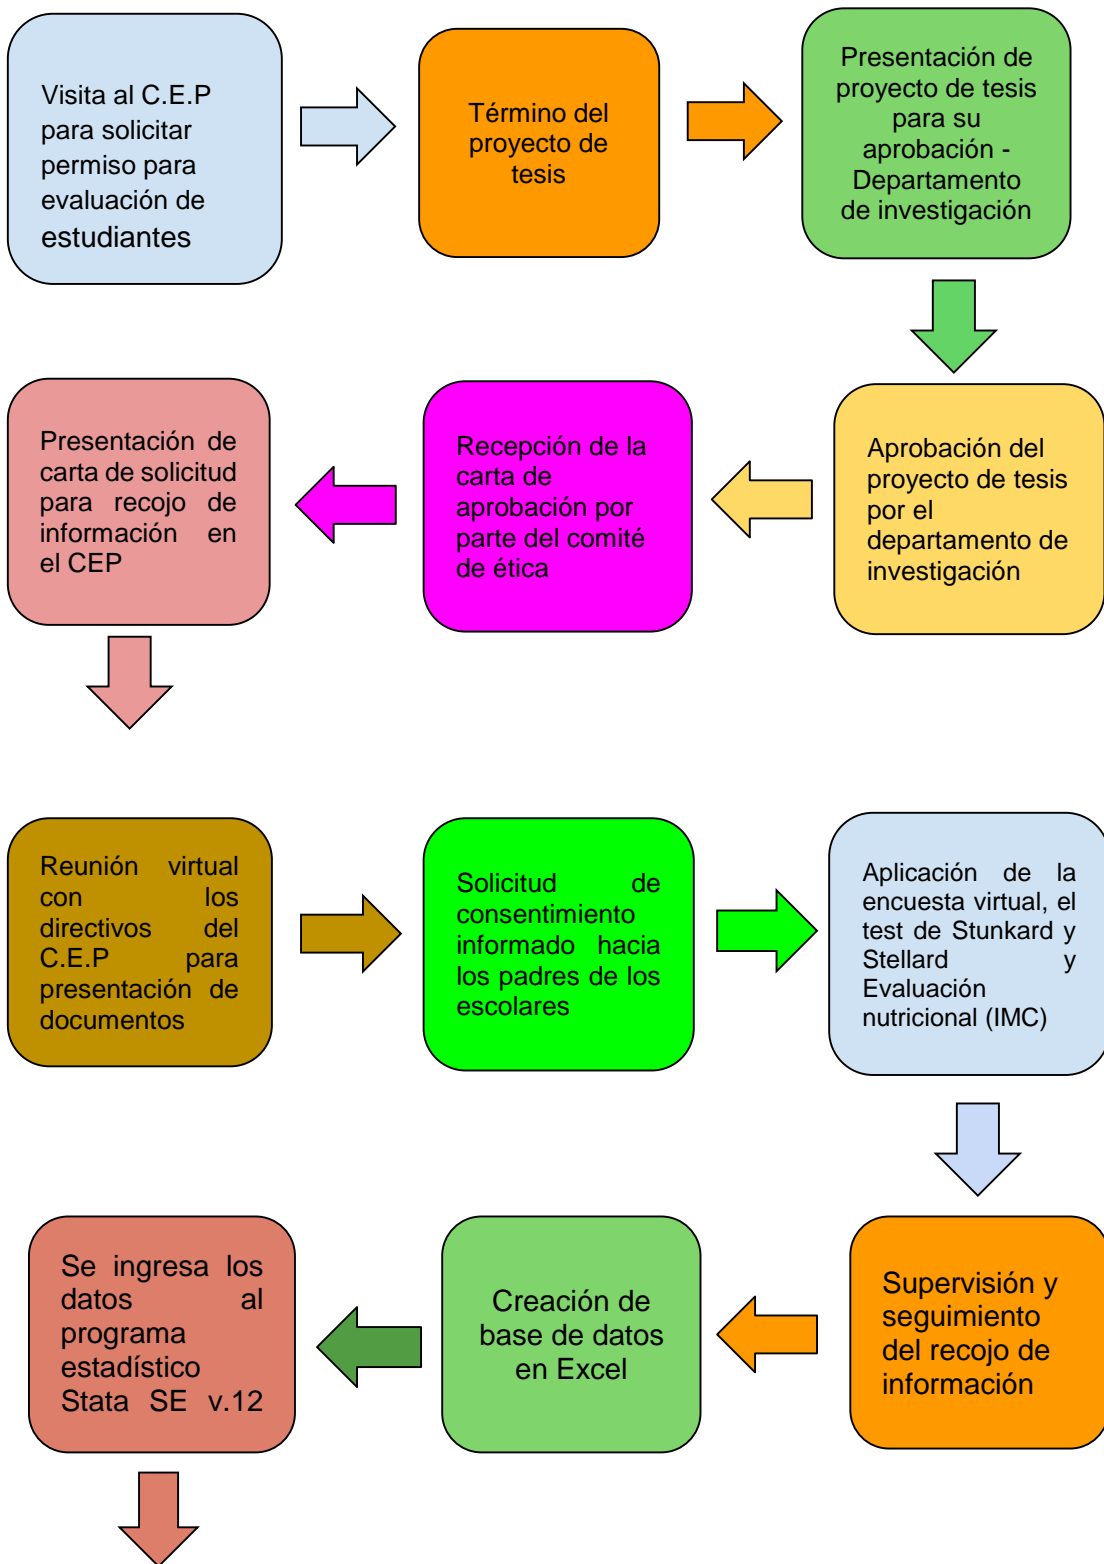 Visita al C.E.P
para solicitar
permiso para
evaluación de
estudiantes
Término del
proyecto de
tesis
Presentación de
proyecto de tesis
para su
aprobación -
Departamento
de investigación
Presentación de
carta de solicitud
para recojo de
información en
el CEP
Recepción de la
carta de
aprobación por
parte del comité
de ética
Aprobación del
proyecto de tesis
por el
departamento de
investigación
Reunión virtual
con los
directivos del
C.E.P para
presentación de
documentos
Solicitud de
consentimiento
informado hacia
los padres de los
escolares
Aplicación de la
encuesta virtual, el
test de Stunkard y
Stellard y
Evaluación
nutricional (IMC)
Se ingresa los
datos al
programa
estadístico
Stata SE v.12
Creación de
base de datos
en Excel
Supervisión y
seguimiento
del recojo de
información